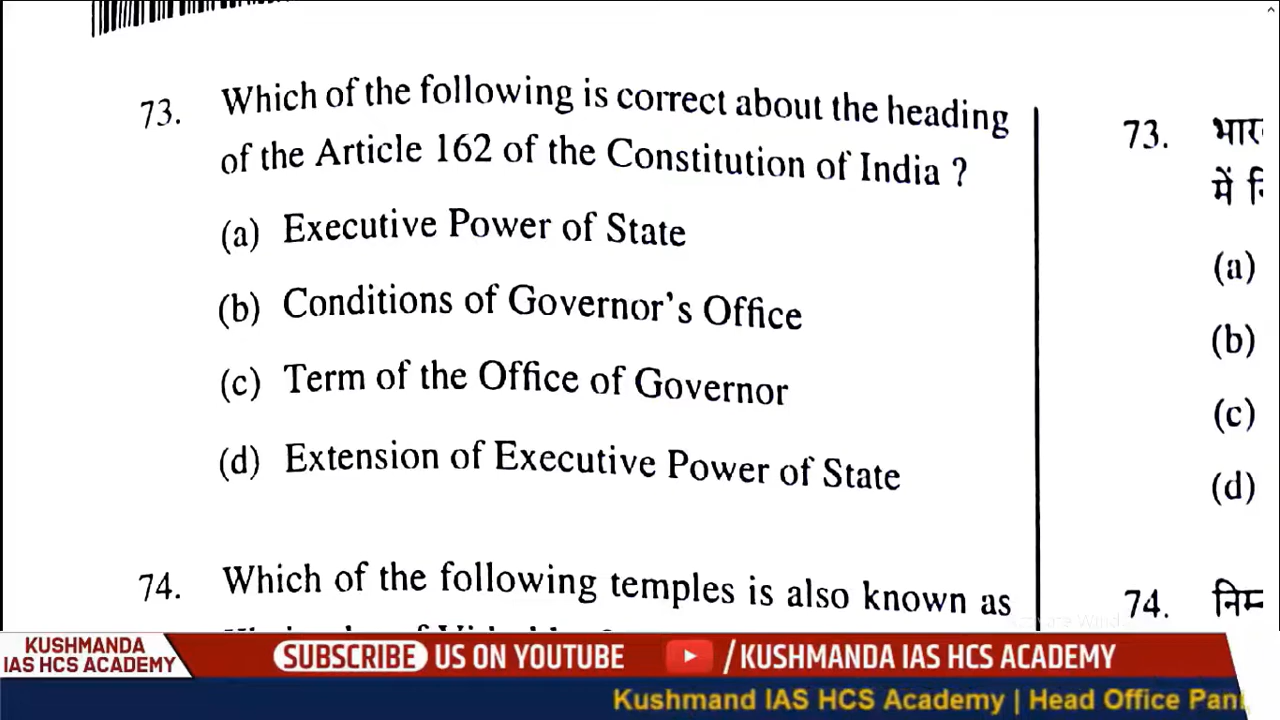 73. Which of the following is correct about the heading
of the Article 162 of the Constitution of India ?
(a) Executive Power of State
(b) Conditions of Governor's Office
(c) Term of the Office of Governor
(d) Extension of Executive Power of State
74. Which of the following temples is also known as
73.
में
(a)
(b)
(c)
(d)
74.
KUSHMANDA
IAS HCS ACADEMY
SUBSCRIBE US ON YOUTUBE /KUSHMANDA IAS HCS ACADEMY
Kushmand IAS HCS Academy | Head Office